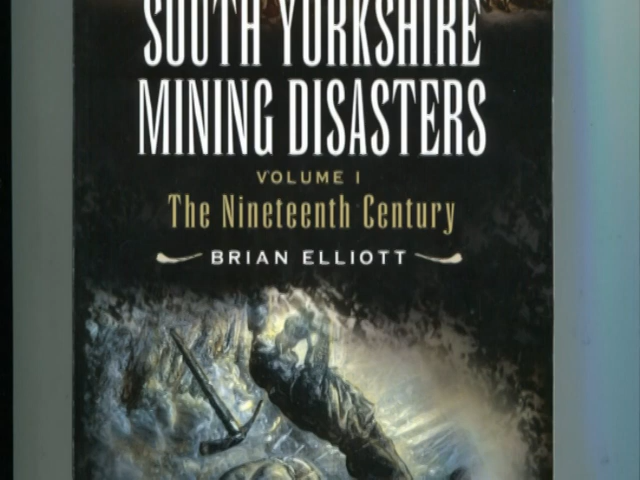 SOUTH YORKSHIRE
MINING DISASTERS
VOLUME I
The Nineteenth Century
BRIAN ELLIOTT